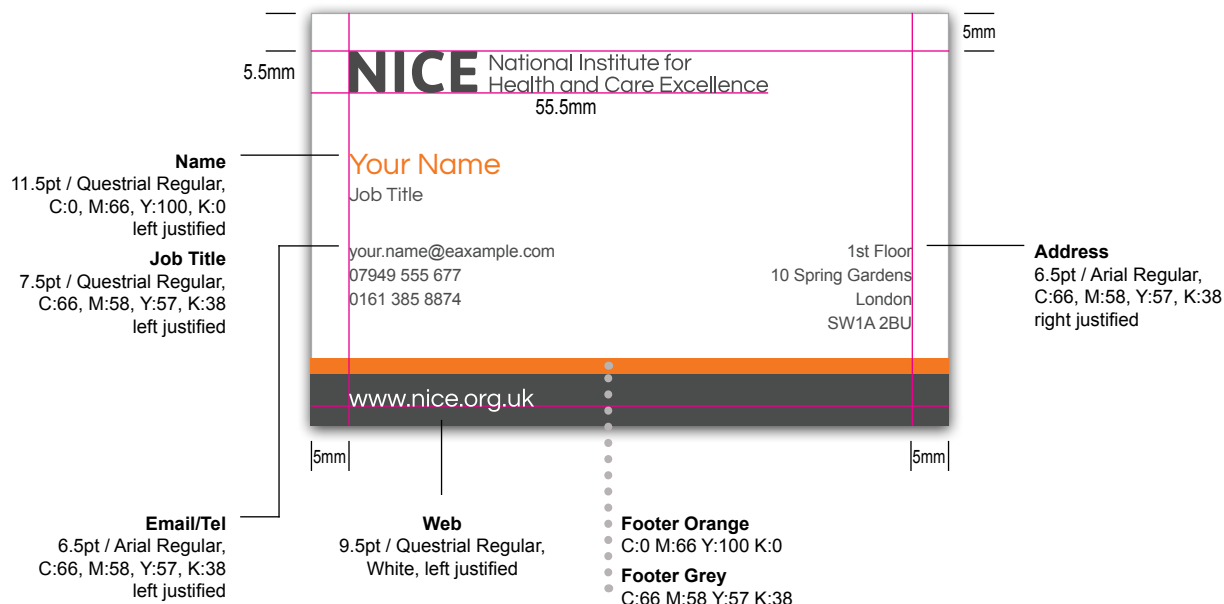 5mm
5.5mm
NICE National Institute for
Health and Care Excellence
55.5mm
Name
11.5pt / Questrial Regular,
C:0, M:66, Y:100, K:0
left justified
Your Name
Job Title
Job Title
7.5pt / Questrial Regular,
C:66, M:58, Y:57, K:38
left justified
your.name@eaxample.com
07949 555 677
0161 385 8874
1st Floor
10 Spring Gardens
London
SW1A 2BU
Address
6.5pt / Arial Regular,
C:66, M:58, Y:57, K:38
right justified
www.nice.org.uk
5mm
5mm
Email/Tel
6.5pt / Arial Regular,
C:66, M:58, Y:57, K:38
left justified
Web
9.5pt / Questrial Regular,
White, left justified
Footer Orange
C:0 M:66 Y:100 K:0
Footer Grey
C:66 M:58 Y:57 K:38